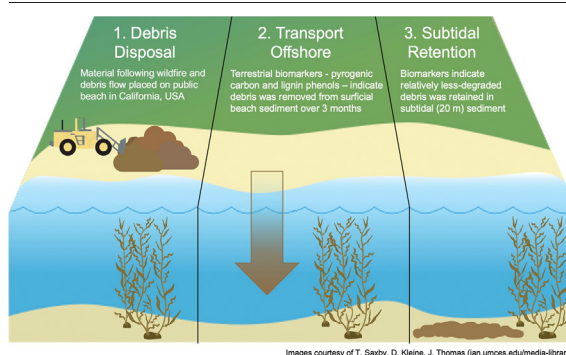 1. Debris
Disposal
Material following wildfire and
debris flow placed on public
beach in California, USA
2. Transport
Offshore
Terrestrial biomarkers - pyrogenic
carbon and lignin phenols – indicate
debris was removed from surficial
beach sediment over 3 months
3. Subtidal
Retention
Biomarkers indicate
relatively less-degraded
debris was retained in
subtidal (20 m) sediment
Images courtesy of T. Saxby, D. Kleine, J. Thomas (ian.umces.edu/media-librar